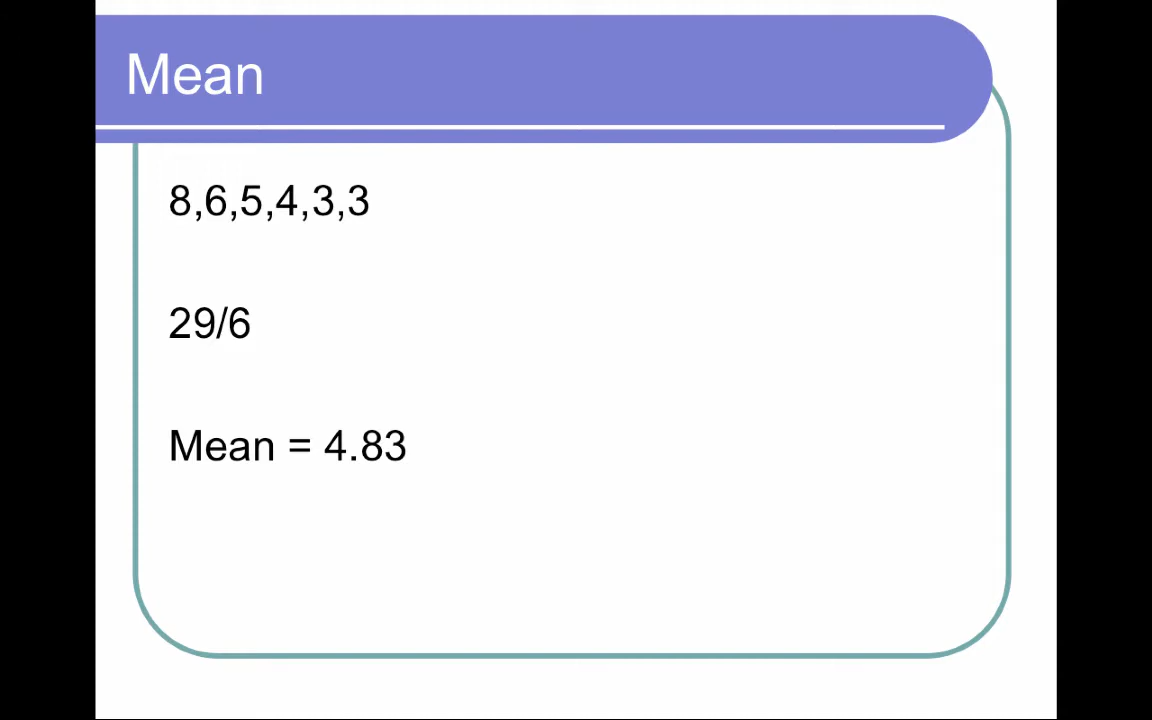 Mean
8,6,5,4,3,3
29/6
Mean = 4.83